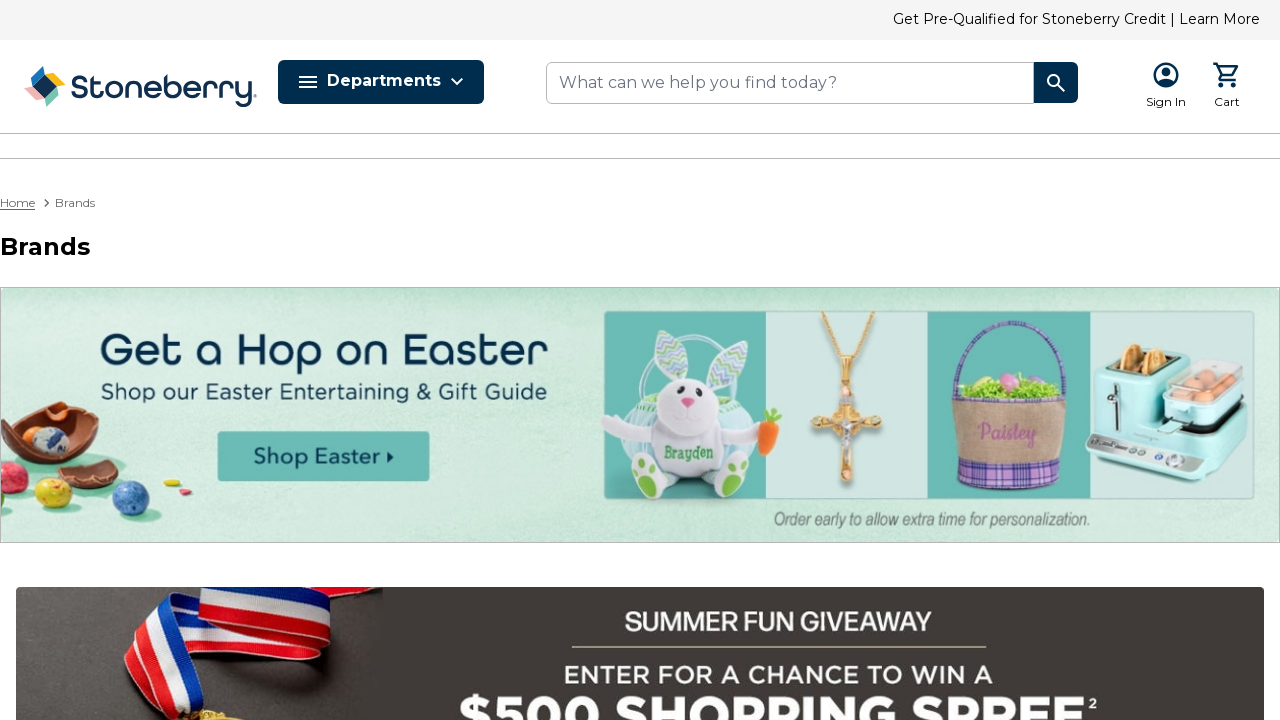 Get Pre-Qualified for Stoneberry Credit | Learn More
Stoneberry
Departments
What can we help you find today?
Sign In
Cart
Home
Brands
Brands
Get a Hop on Easter
Shop our Easter Entertaining & Gift Guide
Shop Easter
Brayden
Paisley
Order early to allow extra time for personalization.
SUMMER FUN GIVEAWAY
ENTER FOR A CHANCE TO WIN A
$500 SHOPPING SPREE2